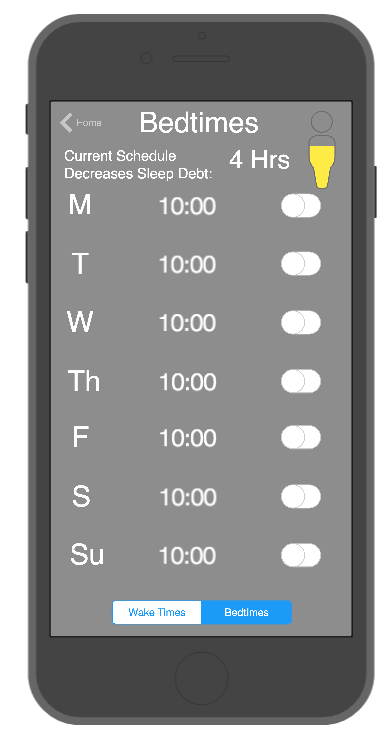 Home
Bedtimes
Current Schedule
Decreases Sleep Debt:
4 Hrs
M 10:00
T 10:00
W 10:00
Th 10:00
F 10:00
S 10:00
Su 10:00
Wake Times Bedtimes